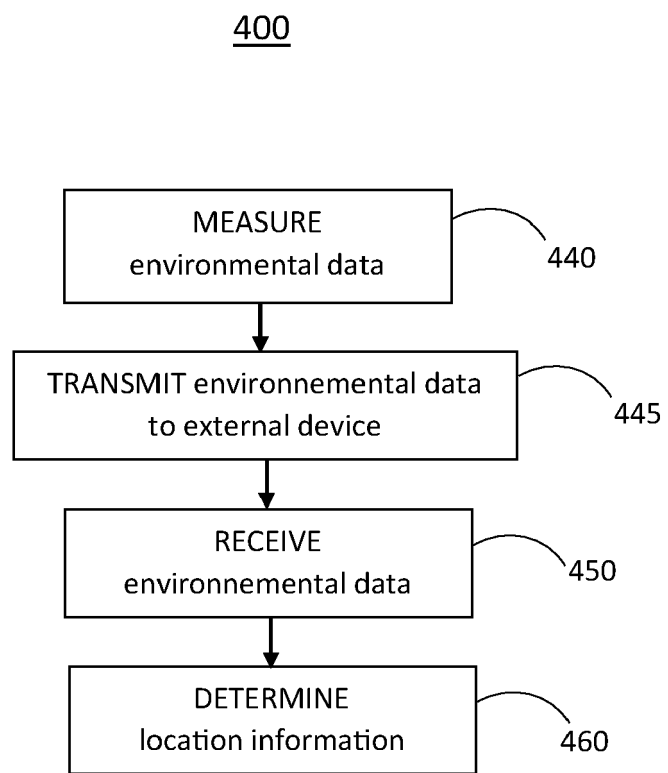 400
MEASURE
environmental data
440
TRANSMIT environnemental data
to external device
445
RECEIVE
environnemental data
450
DETERMINE
location information
460